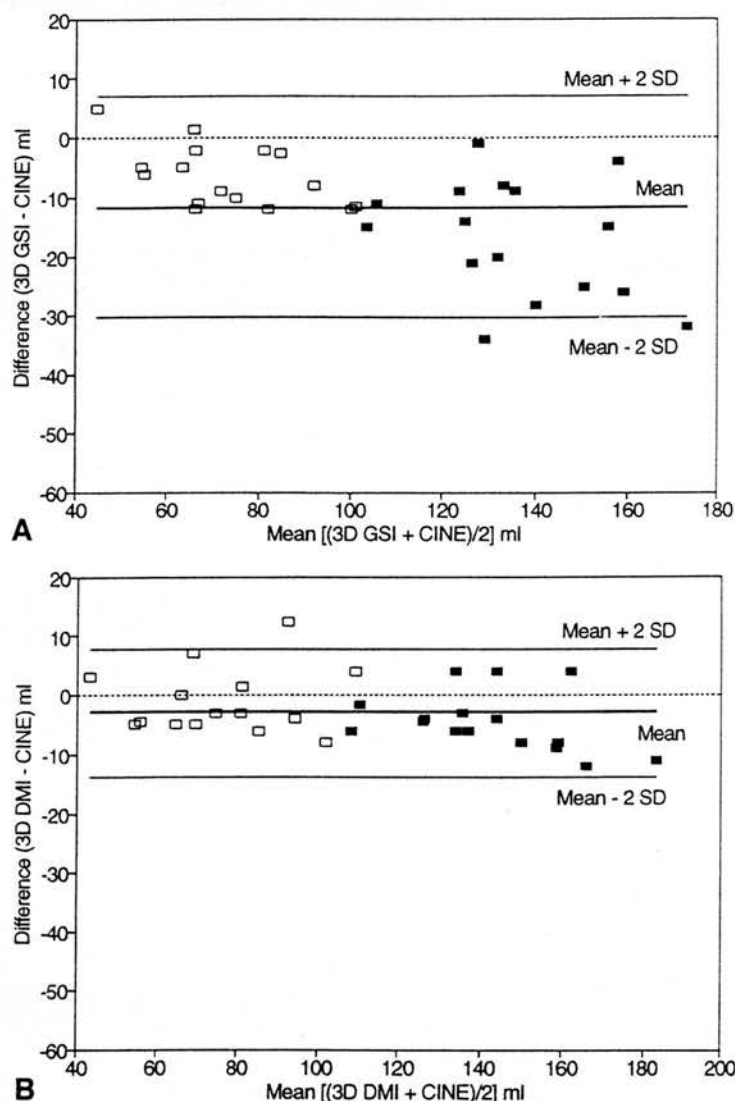 20
10
0
-10
-20
-30
-40
-50
-60
Difference (3D GSI - CINE) ml
Mean + 2 SD
Mean
Mean - 2 SD
40 60 80 100 120 140 160 180
A
Mean [(3D GSI + CINE)/2] ml
20
10
0
-10
-20
-30
-40
-50
-60
Difference (3D DMI - CINE) ml
Mean + 2 SD
Mean
Mean - 2 SD
40 60 80 100 120 140 160 180 200
B
Mean [(3D DMI + CINE)/2] ml